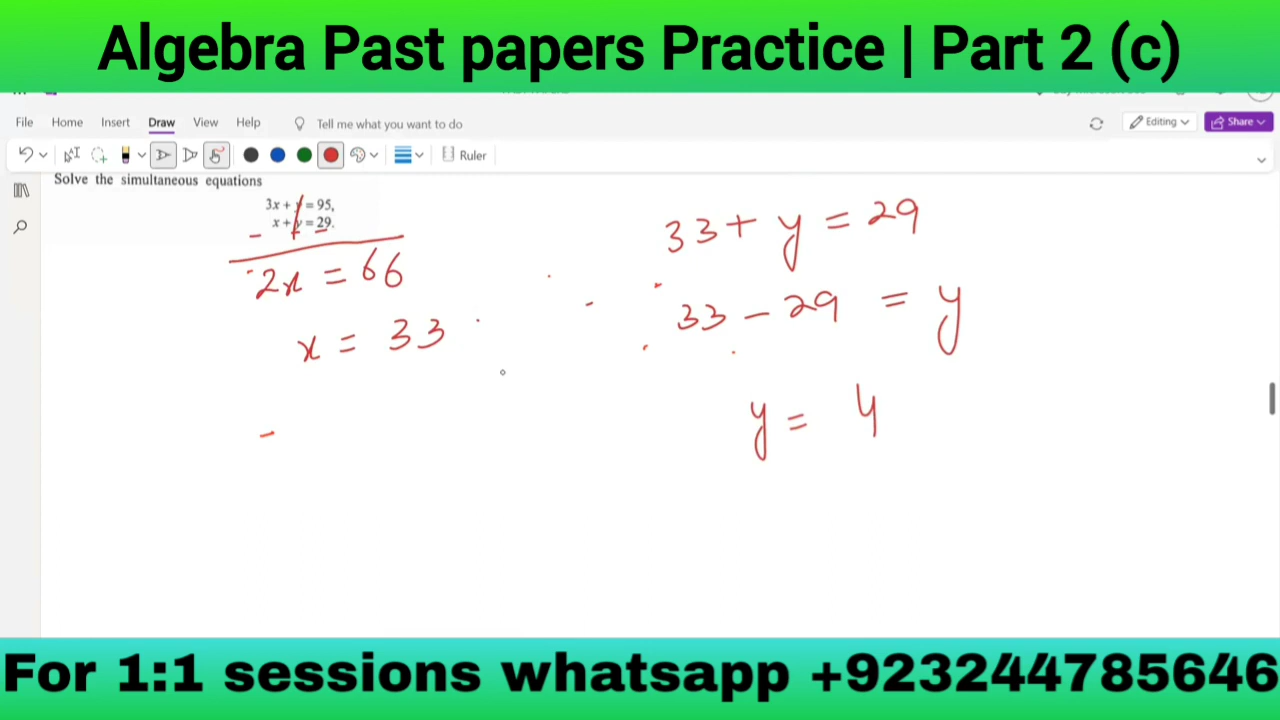 Algebra Past papers Practice | Part 2 (c)
File Home Insert Draw View Help Tell me what you want to do Editing Share
Ruler
Solve the simultaneous equations
3x + y = 95,
x + y = 29.
2x = 66
x = 33
33 + y = 29
33 - 29 = y
y = 4
For 1:1 sessions whatsapp +923244785646